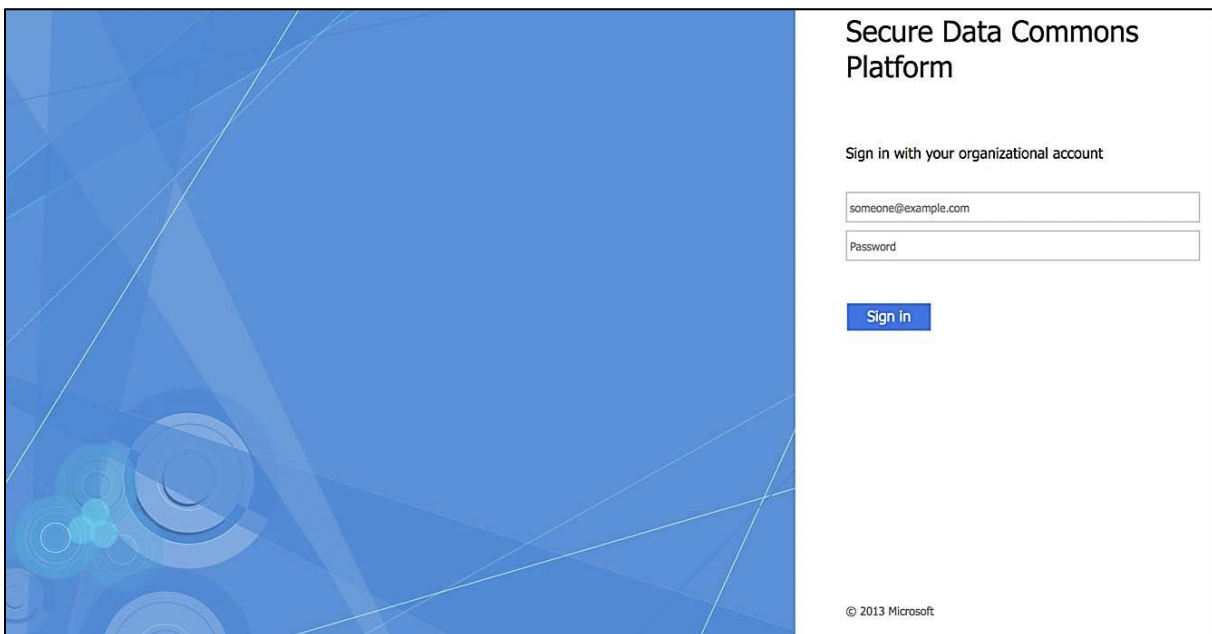 Secure Data Commons
Platform
Sign in with your organizational account
someone@example.com
Password
Sign in
© 2013 Microsoft